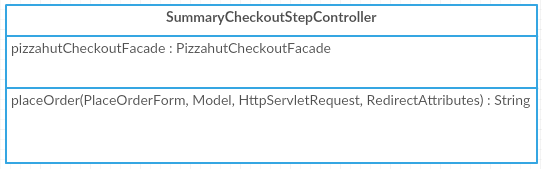 SummaryCheckoutStepController
pizzahutCheckoutFacade : PizzahutCheckoutFacade
placeOrder(PlaceOrderForm, Model, HttpServletRequest, RedirectAttributes) : String